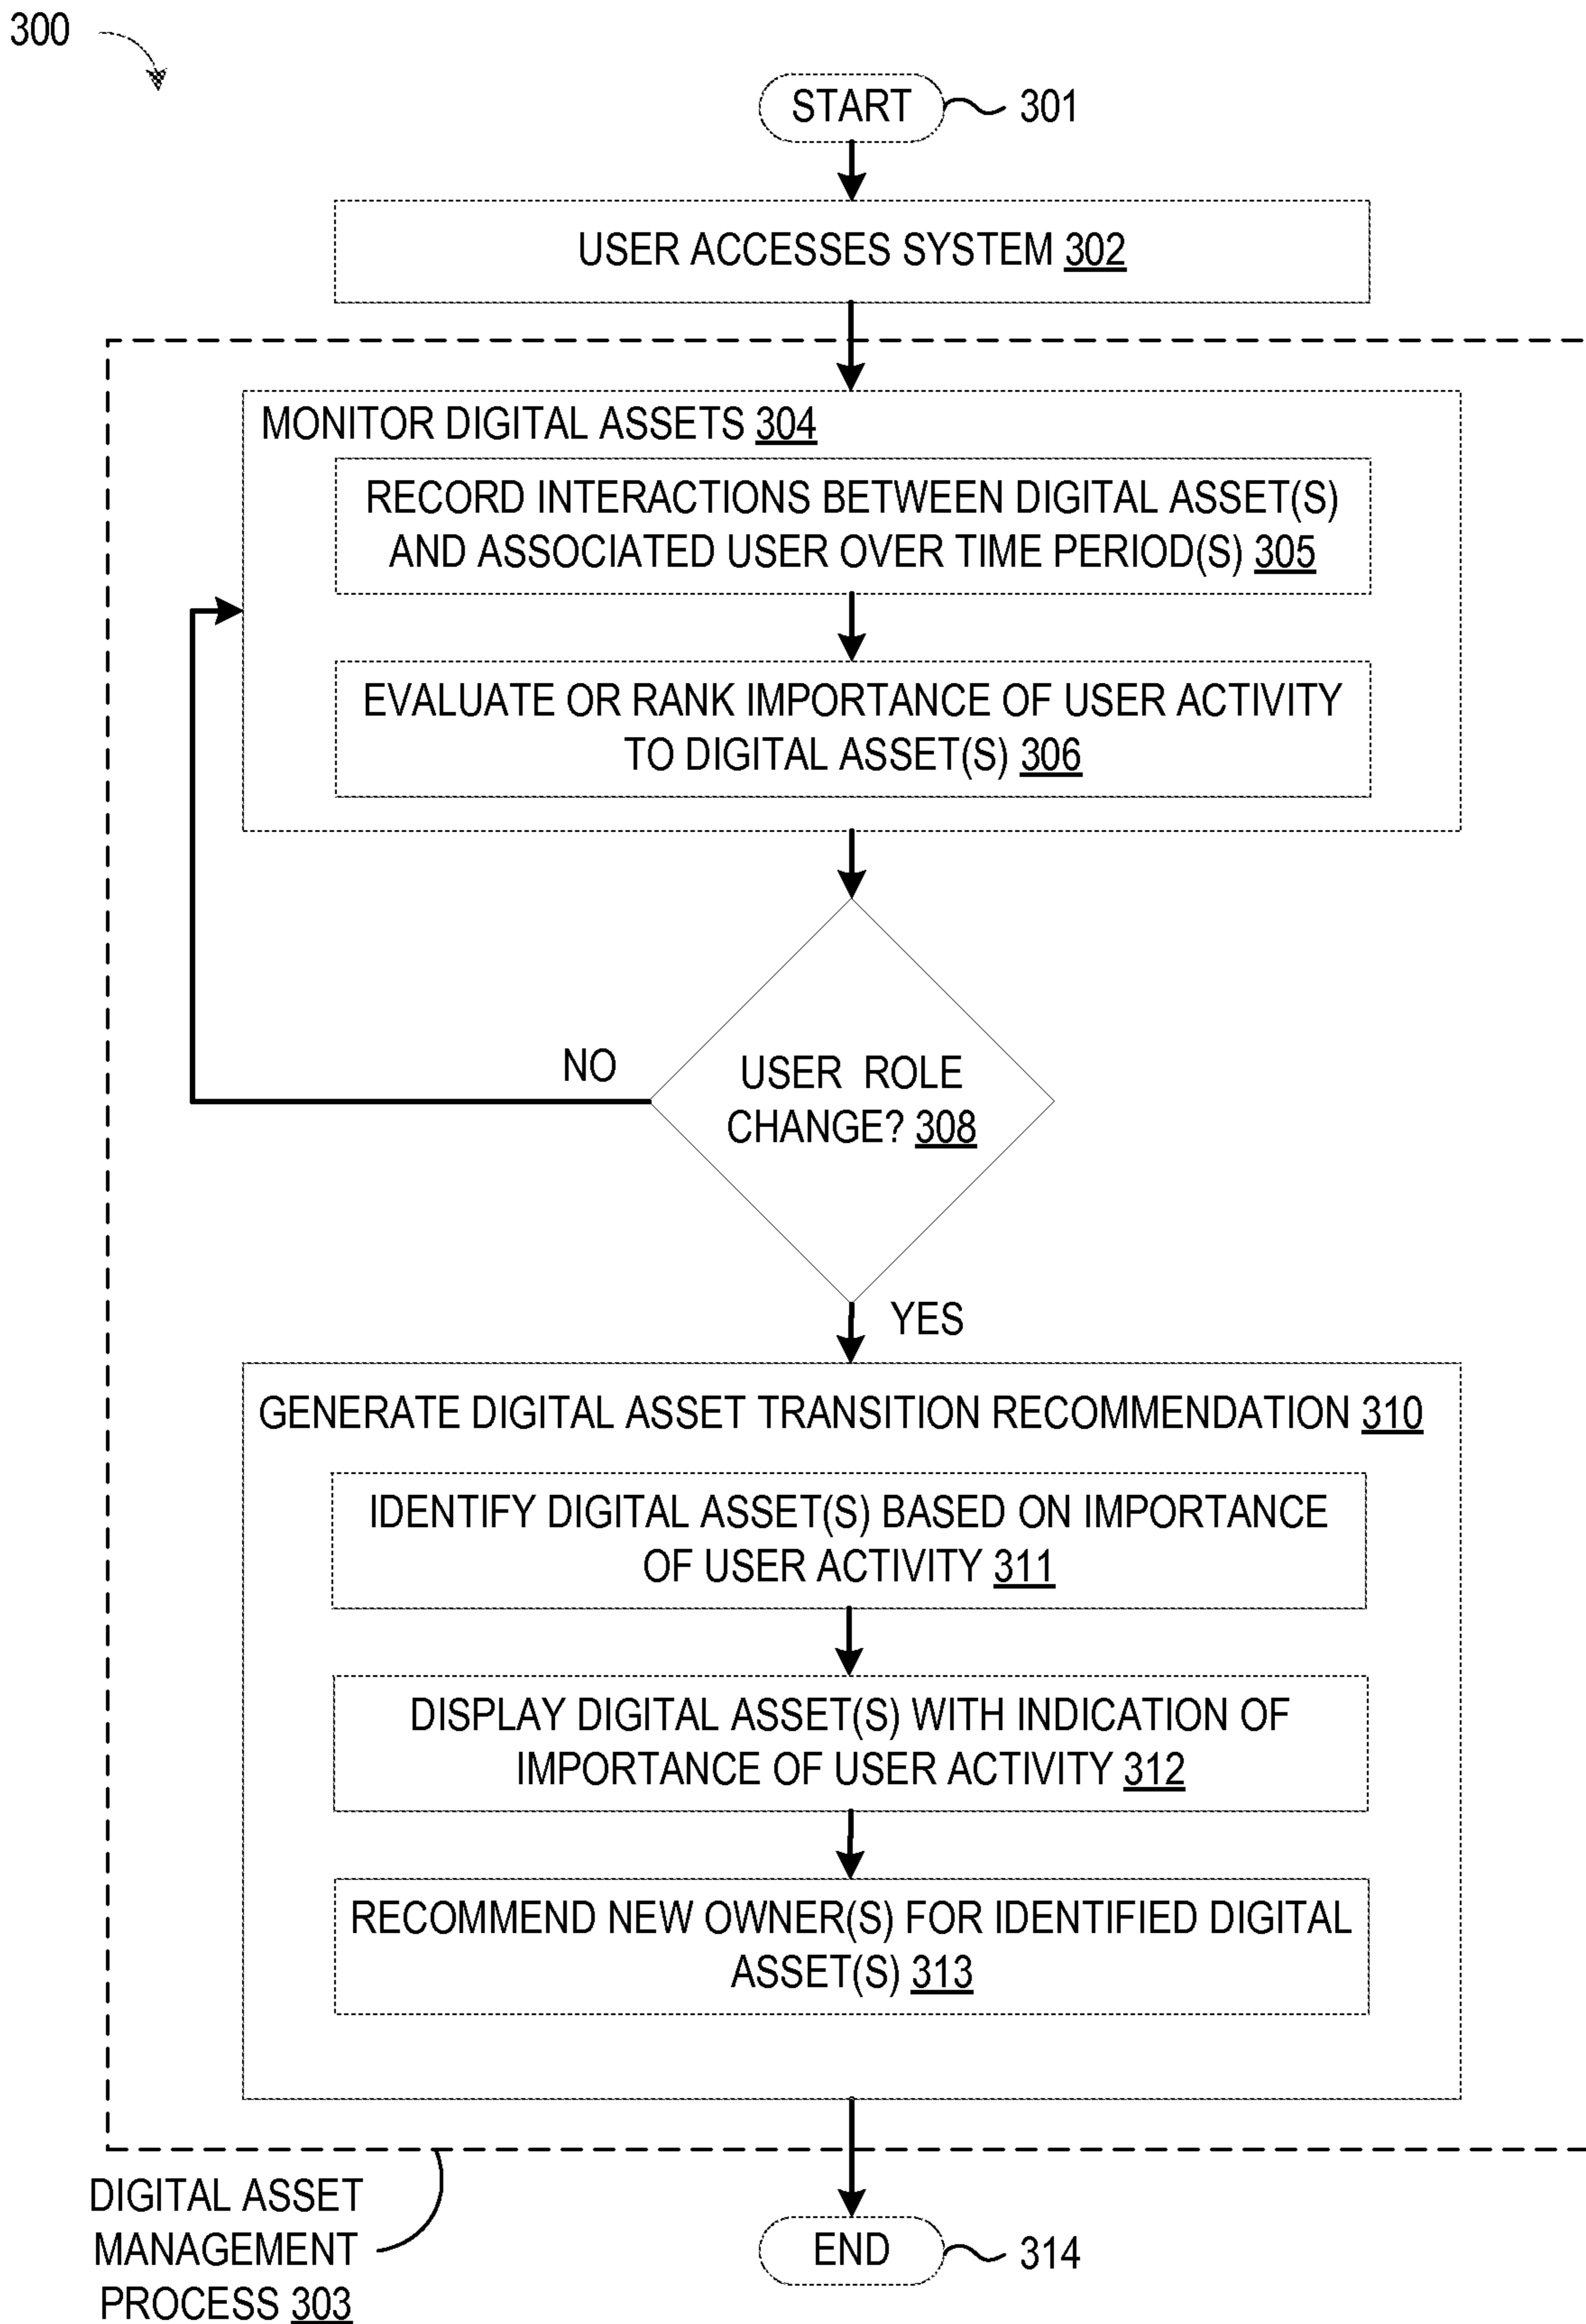 300
START
301
USER ACCESSES SYSTEM 302
MONITOR DIGITAL ASSETS 304
RECORD INTERACTIONS BETWEEN DIGITAL ASSET(S)
AND ASSOCIATED USER OVER TIME PERIOD(S) 305
EVALUATE OR RANK IMPORTANCE OF USER ACTIVITY
TO DIGITAL ASSET(S) 306
NO
USER ROLE
CHANGE? 308
YES
GENERATE DIGITAL ASSET TRANSITION RECOMMENDATION 310
IDENTIFY DIGITAL ASSET(S) BASED ON IMPORTANCE
OF USER ACTIVITY 311
DISPLAY DIGITAL ASSET(S) WITH INDICATION OF
IMPORTANCE OF USER ACTIVITY 312
RECOMMEND NEW OWNER(S) FOR IDENTIFIED DIGITAL
ASSET(S) 313
DIGITAL ASSET
MANAGEMENT
PROCESS 303
END
314